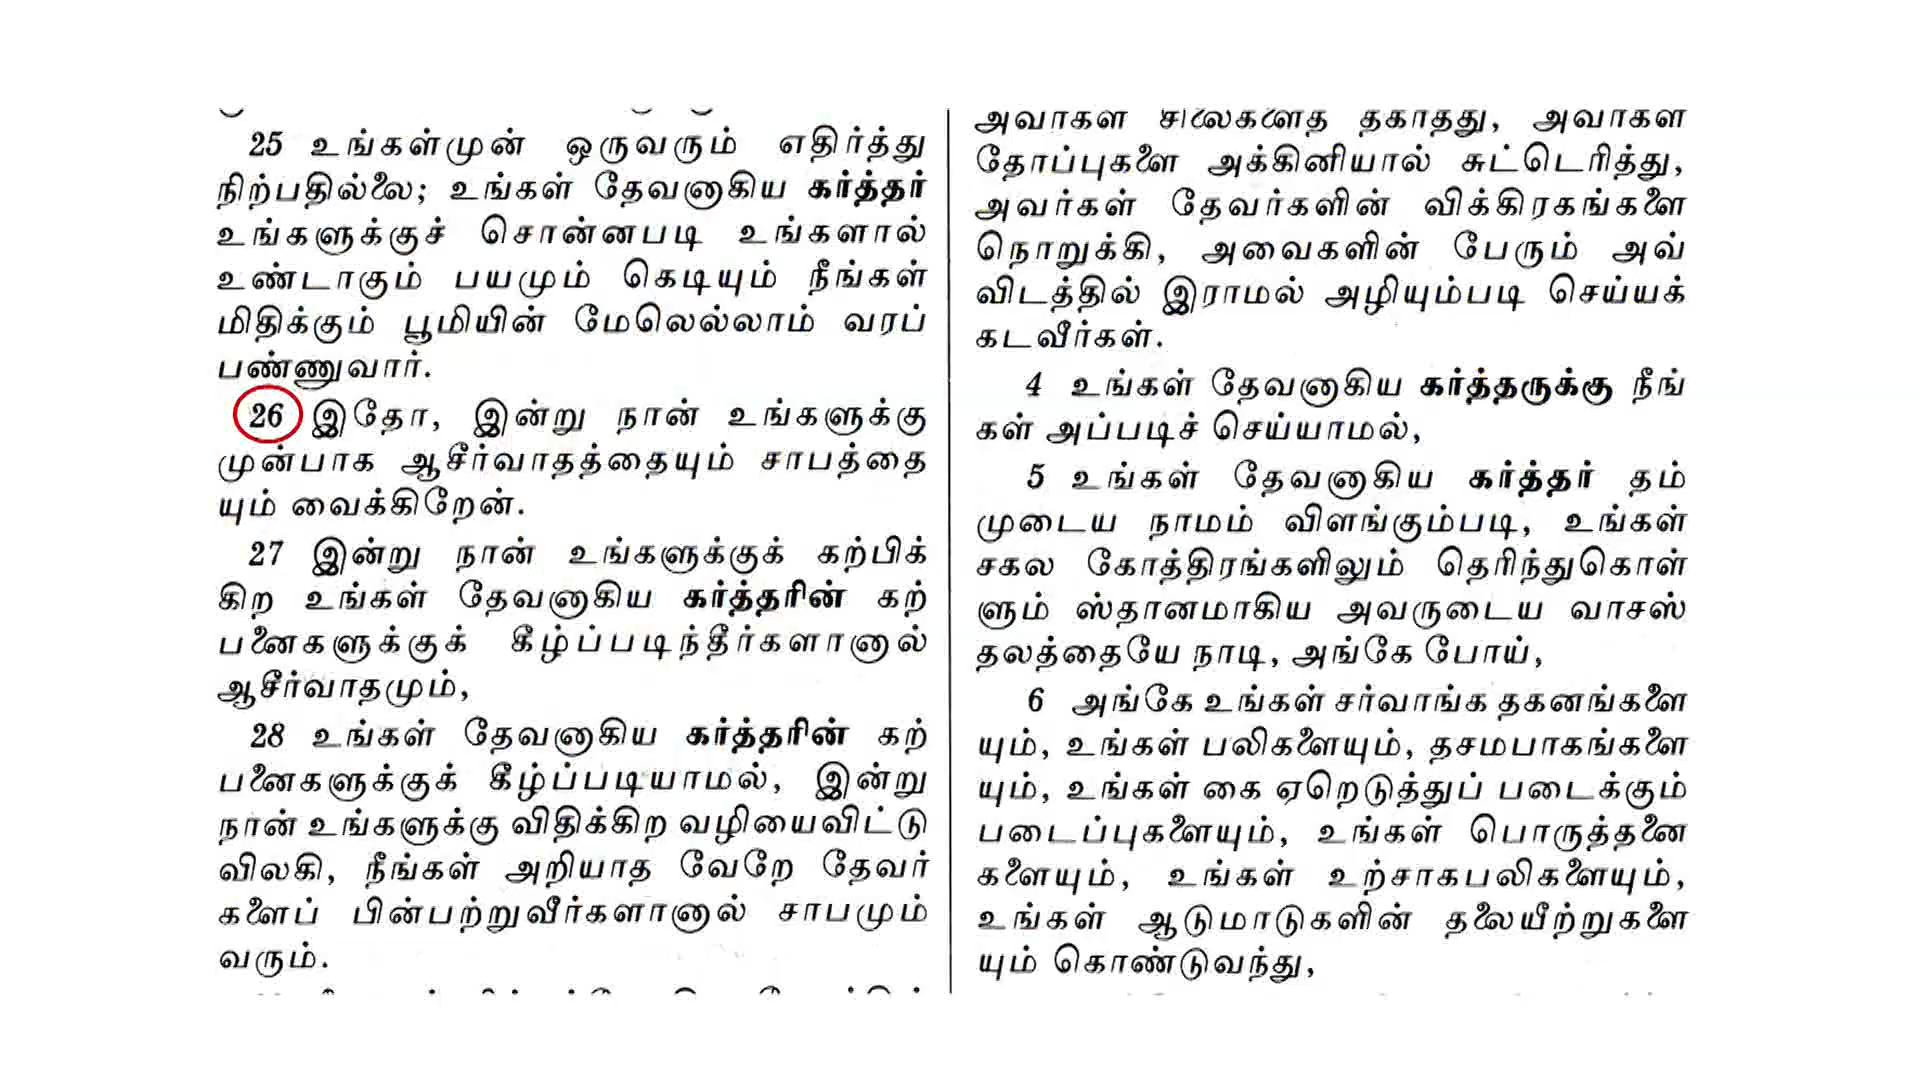 25 உங்கள்முன் ஒருவரும் எதிர்த்து
நிற்பதில்லை; உங்கள் தேவனாகிய கர்த்தர்
உங்களுக்குச் சொன்னபடி உங்களால்
உண்டாகும் பயமும் கெடியும் நீங்கள்
மிதிக்கும் பூமியின் மேலெல்லாம் வரப்
பண்ணுவார்.
26 இதோ, இன்று நான் உங்களுக்கு
முன்பாக ஆசீர்வாதத்தையும் சாபத்தை
யும் வைக்கிறேன்.
27 இன்று நான் உங்களுக்குக் கற்பிக்
கிற உங்கள் தேவனாகிய கர்த்தரின் கற்
பனைகளுக்குக் கீழ்ப்படிந்தீர்களானால்
ஆசீர்வாதமும்,
28 உங்கள் தேவனாகிய கர்த்தரின் கற்
பனைகளுக்குக் கீழ்ப்படியாமல், இன்று
நான் உங்களுக்கு விதிக்கிற வழியைவிட்டு
விலகி, நீங்கள் அறியாத வேறே தேவர்
களைப் பின்பற்றுவீர்களானால் சாபமும்
வரும்.
அவர்கள் சிலைகளைத் தகர்த்து, அவர்கள்
தோப்புகளை அக்கினியால் சுட்டெரித்து,
அவர்கள் தேவர்களின் விக்கிரகங்களை
நொறுக்கி, அவைகளின் பேரும் அவ்
விடத்தில் இராமல் அழியும்படி செய்யக்
கடவீர்கள்.
4 உங்கள் தேவனாகிய கர்த்தருக்கு நீங்
கள் அப்படிச் செய்யாமல்,
5 உங்கள் தேவனாகிய கர்த்தர் தம்
முடைய நாமம் விளங்கும்படி, உங்கள்
சகல கோத்திரங்களிலும் தெரிந்துகொள்
ளும் ஸ்தானமாகிய அவருடைய வாசஸ்
தலத்தையே நாடி, அங்கே போய்,
6 அங்கே உங்கள் சர்வாங்க தகனங்களை
யும், உங்கள் பலிகளையும், தசமபாகங்களை
யும், உங்கள் கை ஏறெடுத்துப் படைக்கும்
படைப்புகளையும், உங்கள் பொருத்தனை
களையும், உங்கள் உற்சாகபலிகளையும்,
உங்கள் ஆடுமாடுகளின் தலையீற்றுகளை
யும் கொண்டுவந்து,